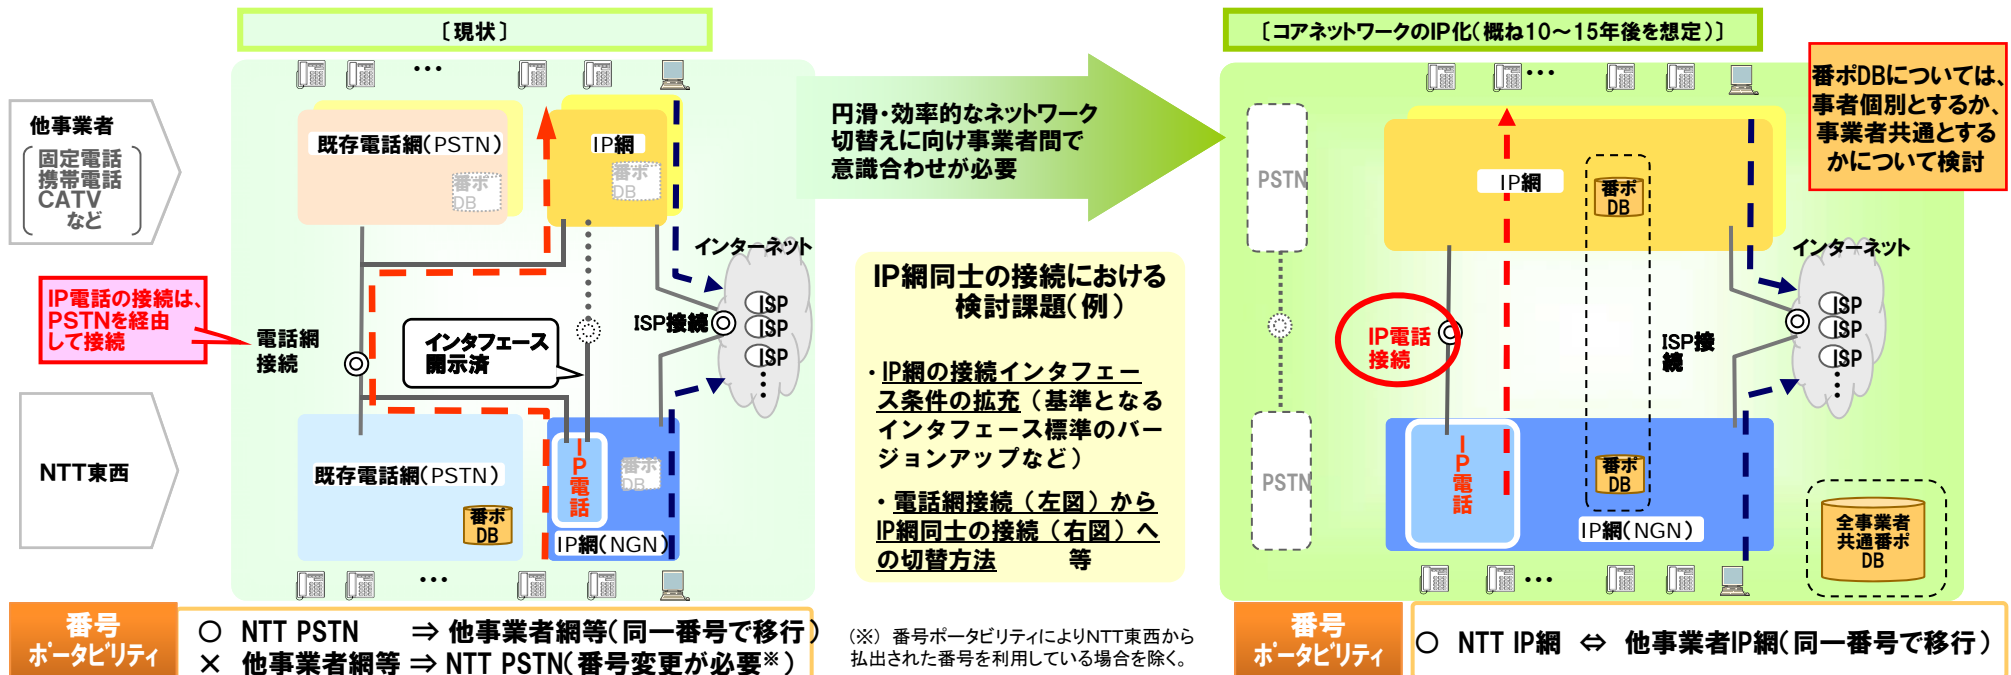 〔現状〕
他事業者
固定電話
携帯電話
CATV
など
…
既存電話網(PSTN)
番ポ
DB
IP網
番ポ
DB
IP電話の接続は、
PSTNを経由
して接続
電話網
接続
インタフェース
開示済
ISP接続
インターネット
ISP
ISP
ISP
NTT東西
既存電話網(PSTN)
番ポ
DB
IP電話
番ポ
DB
IP網(NGN)
…
番号
ポータビリティ
○ NTT PSTN ⇒ 他事業者網等(同一番号で移行)
× 他事業者網等 ⇒ NTT PSTN(番号変更が必要※)
円滑・効率的なネットワーク
切替えに向け事業者間で
意識合わせが必要
IP網同士の接続における
検討課題(例)
・IP網の接続インタフェー
ス条件の拡充(基準となる
インタフェース標準のバー
ジョンアップなど)
・電話網接続(左図)から
IP網同士の接続(右図)へ
の切替方法 等
(※) 番号ポータビリティによりNTT東西から
払出された番号を利用している場合を除く。
〔コアネットワークのIP化(概ね10～15年後を想定)〕
番ポDBについては、
事者個別とするか、
事業者共通とする
かについて検討
…
PSTN
IP網
番ポ
DB
インターネット
ISP
ISP
ISP
IP電話
接続
ISP接
続
PSTN
IP電話
番ポ
DB
IP網(NGN)
全事業者
共通番ポ
DB
…
番号
ポータビリティ
○ NTT IP網 ⇔ 他事業者IP網(同一番号で移行)